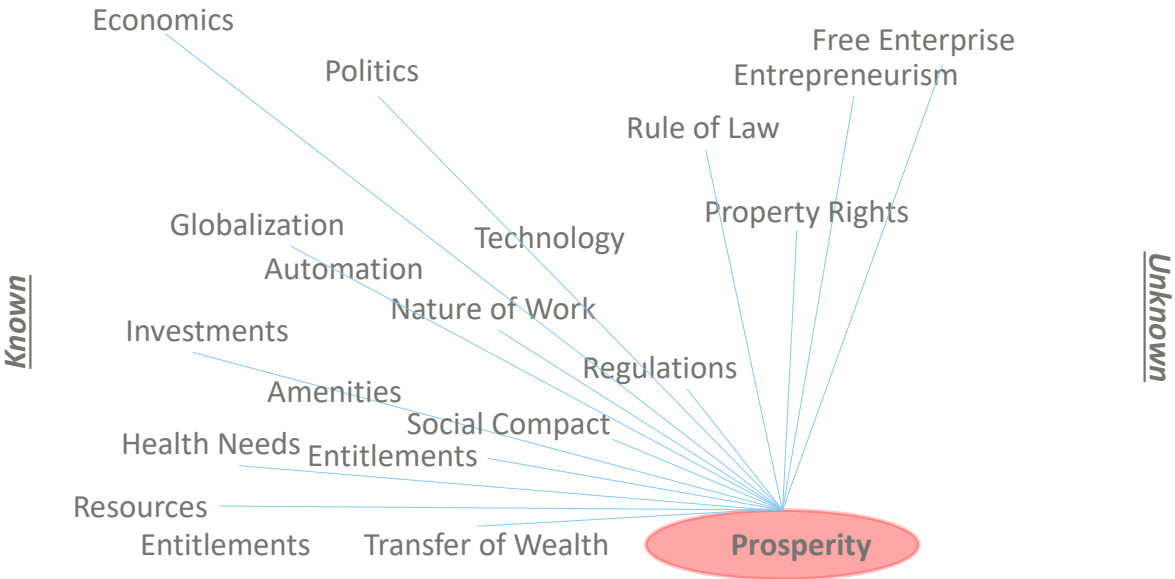 Economics
Free Enterprise
Politics
Entrepreneurism
Rule of Law
Property Rights
Globalization
Technology
Automation
Known
Unknown
Nature of Work
Investments
Regulations
Amenities
Social Compact
Health Needs
Entitlements
Resources
Entitlements
Transfer of Wealth
Prosperity